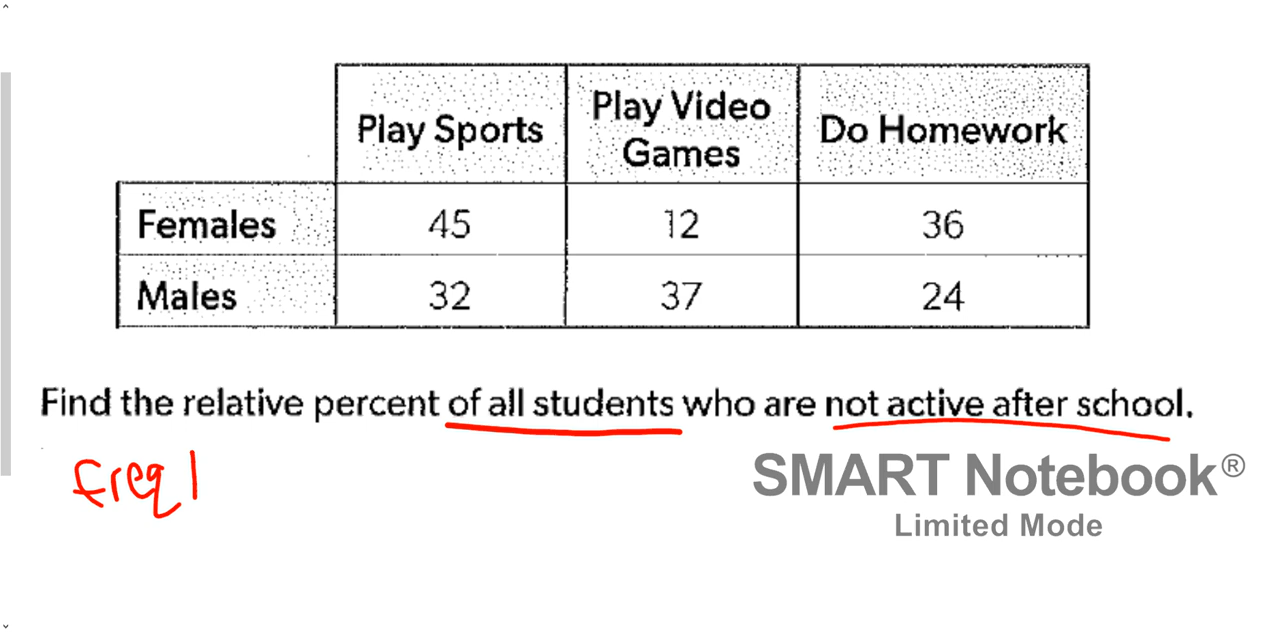 Play Sports Play Video Games Do Homework
Females 45 12 36
Males 32 37 24
Find the relative percent of all students who are not active after school.
freq
SMART Notebook®
Limited Mode